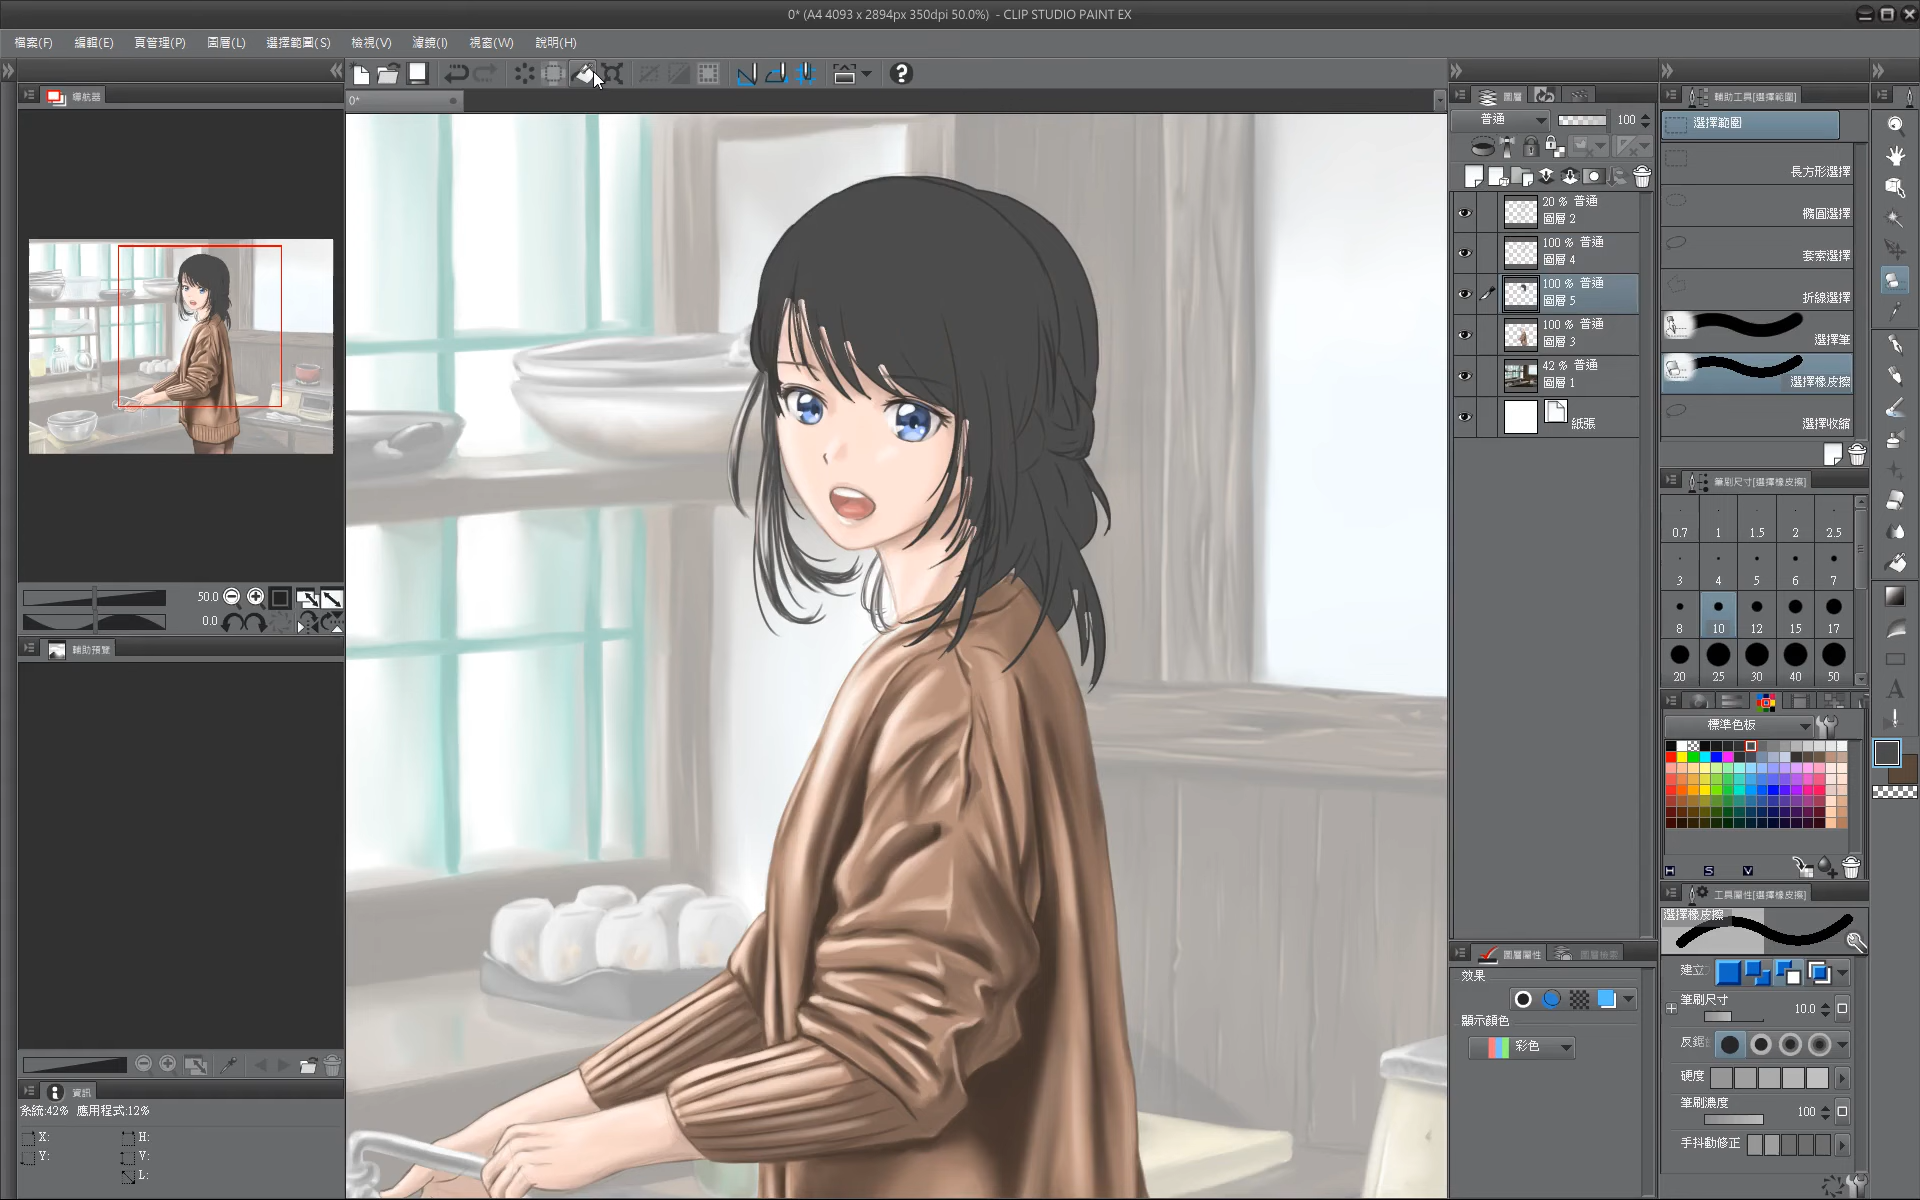 0* (A4 4093 x 2894px 350dpi 50.0%) - CLIP STUDIO PAINT EX
檔案(F) 編輯(E) 頁管理(P) 圖層(L) 選擇範圍(S) 檢視(V) 濾鏡(I) 視窗(W) 說明(H)
0*
導航器
50.0
0.0
輔助預覽
資訊
系統:42% 應用程式:12%
X: H:
Y: V:
L:
圖層
普通 100
20 % 普通
圖層 2
100 % 普通
圖層 4
100 % 普通
圖層 5
100 % 普通
圖層 3
42 % 普通
圖層 1
紙張
圖層屬性 圖層檢索
效果
顯示顏色
彩色
輔助工具[選擇範圍]
選擇範圍
長方形選擇
橢圓選擇
套索選擇
折線選擇
選擇筆
選擇橡皮擦
選擇收縮
筆刷尺寸[選擇橡皮擦]
0.7 1 1.5 2 2.5
3 4 5 6 7
8 10 12 15 17
20 25 30 40 50
標準色板
H S V
工具屬性[選擇橡皮擦]
選擇橡皮擦
建立
筆刷尺寸 10.0
反鋸
硬度
筆刷濃度 100
手抖動修正
A